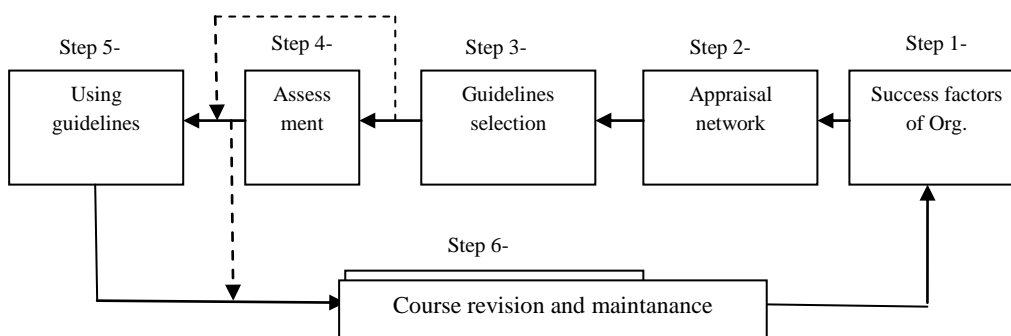 Step 5-
Step 4-
Step 3-
Step 2-
Step 1-
Using
guidelines
Assess
ment
Guidelines
selection
Appraisal
network
Success factors
of Org.
Step 6-
Course revision and maintanance